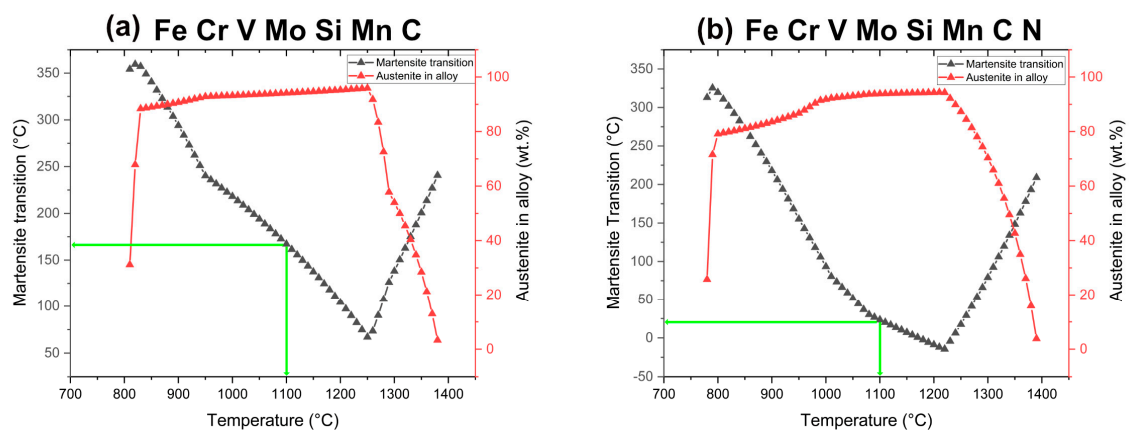 (a) Fe Cr V Mo Si Mn C
Martensite transition
Austenite in alloy
350
300
250
200
150
100
50
100
80
60
40
20
0
700 800 900 1000 1100 1200 1300 1400
Martensite transition (°C)
Austenite in alloy (wt.%)
Temperature (°C)
(b) Fe Cr V Mo Si Mn C N
Martensite transition
Austenite in alloy
350
300
250
200
150
100
50
0
-50
100
80
60
40
20
0
700 800 900 1000 1100 1200 1300 1400
Martensite Transition (°C)
Austenite in alloy (wt.%)
Temperature (°C)